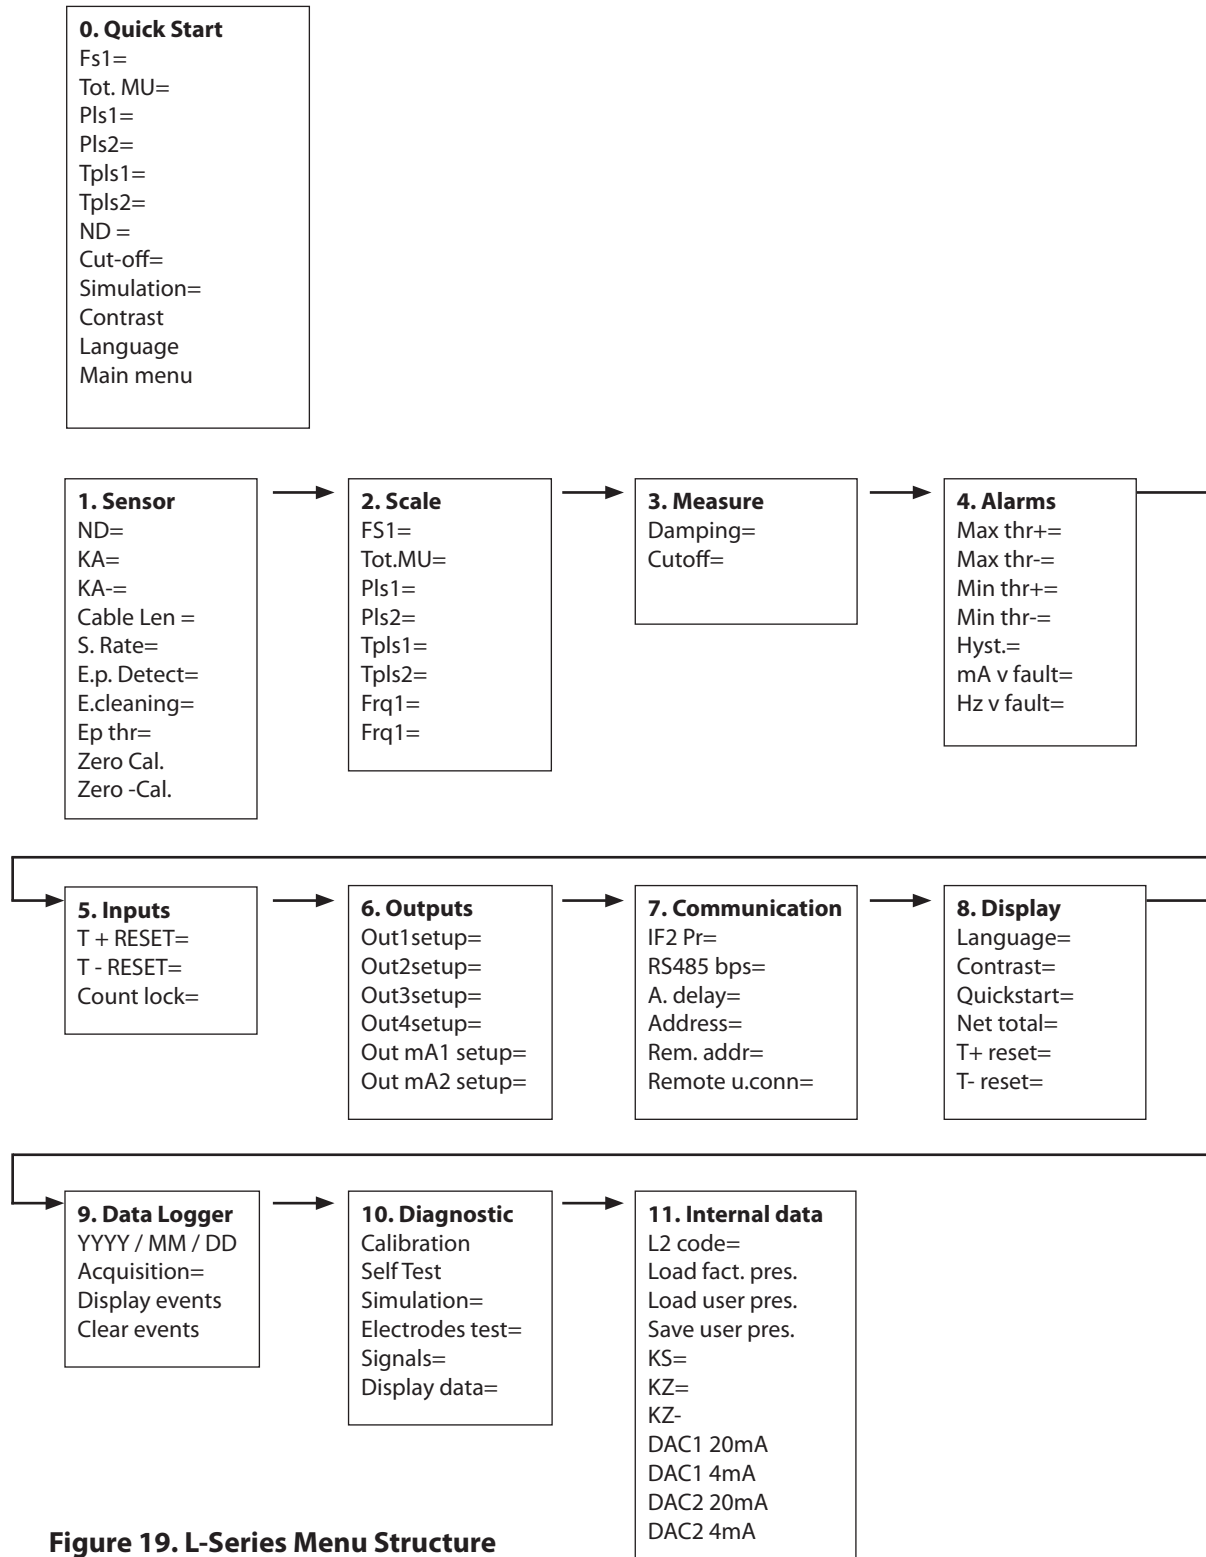 0. Quick Start
Fs1=
Tot. MU=
Pls1=
Pls2=
Tpls1=
Tpls2=
ND =
Cut-off=
Simulation=
Contrast
Language
Main menu
1. Sensor
ND=
KA=
KA-=
Cable Len =
S. Rate=
E.p. Detect=
E.cleaning=
Ep thr=
Zero Cal.
Zero -Cal.
2. Scale
FS1=
Tot.MU=
Pls1=
Pls2=
Tpls1=
Tpls2=
Frq1=
Frq1=
3. Measure
Damping=
Cutoff=
4. Alarms
Max thr+=
Max thr-=
Min thr+=
Min thr-=
Hyst.=
mA v fault=
Hz v fault=
5. Inputs
T + RESET=
T - RESET=
Count lock=
6. Outputs
Out1setup=
Out2setup=
Out3setup=
Out4setup=
Out mA1 setup=
Out mA2 setup=
7. Communication
IF2 Pr=
RS485 bps=
A. delay=
Address=
Rem. addr=
Remote u.conn=
8. Display
Language=
Contrast=
Quickstart=
Net total=
T+ reset=
T- reset=
9. Data Logger
YYYY / MM / DD
Acquisition=
Display events
Clear events
10. Diagnostic
Calibration
Self Test
Simulation=
Electrodes test=
Signals=
Display data=
11. Internal data
L2 code=
Load fact. pres.
Load user pres.
Save user pres.
KS=
KZ=
KZ-
DAC1 20mA
DAC1 4mA
DAC2 20mA
DAC2 4mA
Figure 19. L-Series Menu Structure